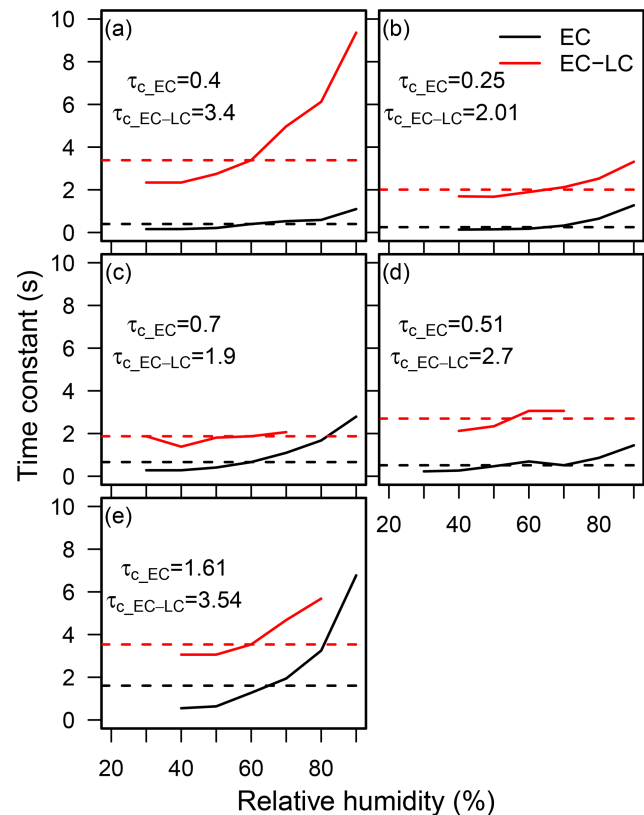 (a)
τc_EC=0.4
τc_EC−LC=3.4
(b)
EC
EC−LC
τc_EC=0.25
τc_EC−LC=2.01
(c)
τc_EC=0.7
τc_EC−LC=1.9
(d)
τc_EC=0.51
τc_EC−LC=2.7
(e)
τc_EC=1.61
τc_EC−LC=3.54
10
8
6
4
2
0
10
8
6
4
2
0
10
8
6
4
2
0
Time constant (s)
20 40 60 80
20 40 60 80
Relative humidity (%)